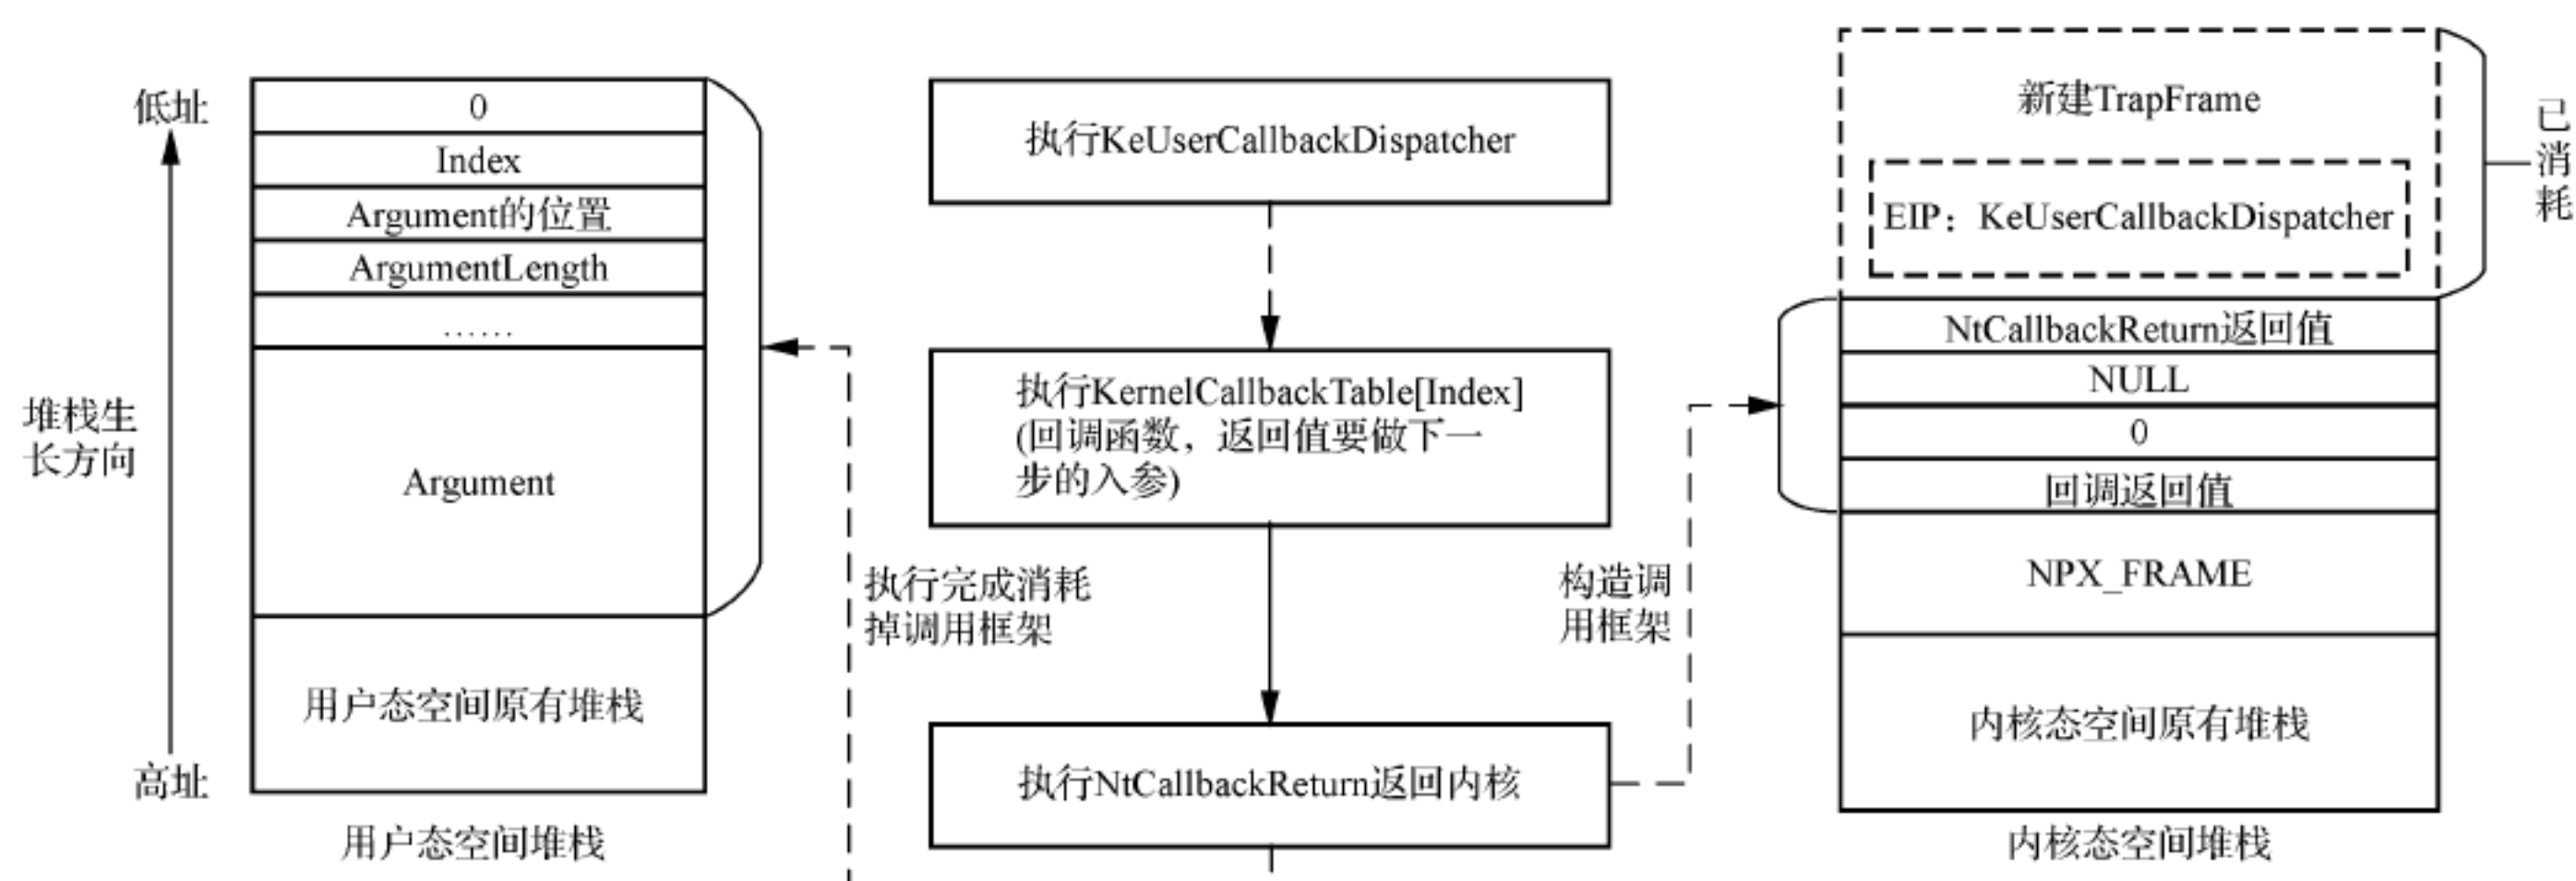 低址
堆栈生
长方向
高址
0
Index
Argument的位置
ArgumentLength
……
Argument
用户态空间原有堆栈
用户态空间堆栈
执行KeUserCallbackDispatcher
执行KernelCallbackTable[Index]
(回调函数，返回值要做下一
步的入参)
执行完成消耗
掉调用框架
执行NtCallbackReturn返回内核
构造调
用框架
新建TrapFrame
EIP：KeUserCallbackDispatcher
已
消
耗
NtCallbackReturn返回值
NULL
0
回调返回值
NPX_FRAME
内核态空间原有堆栈
内核态空间堆栈